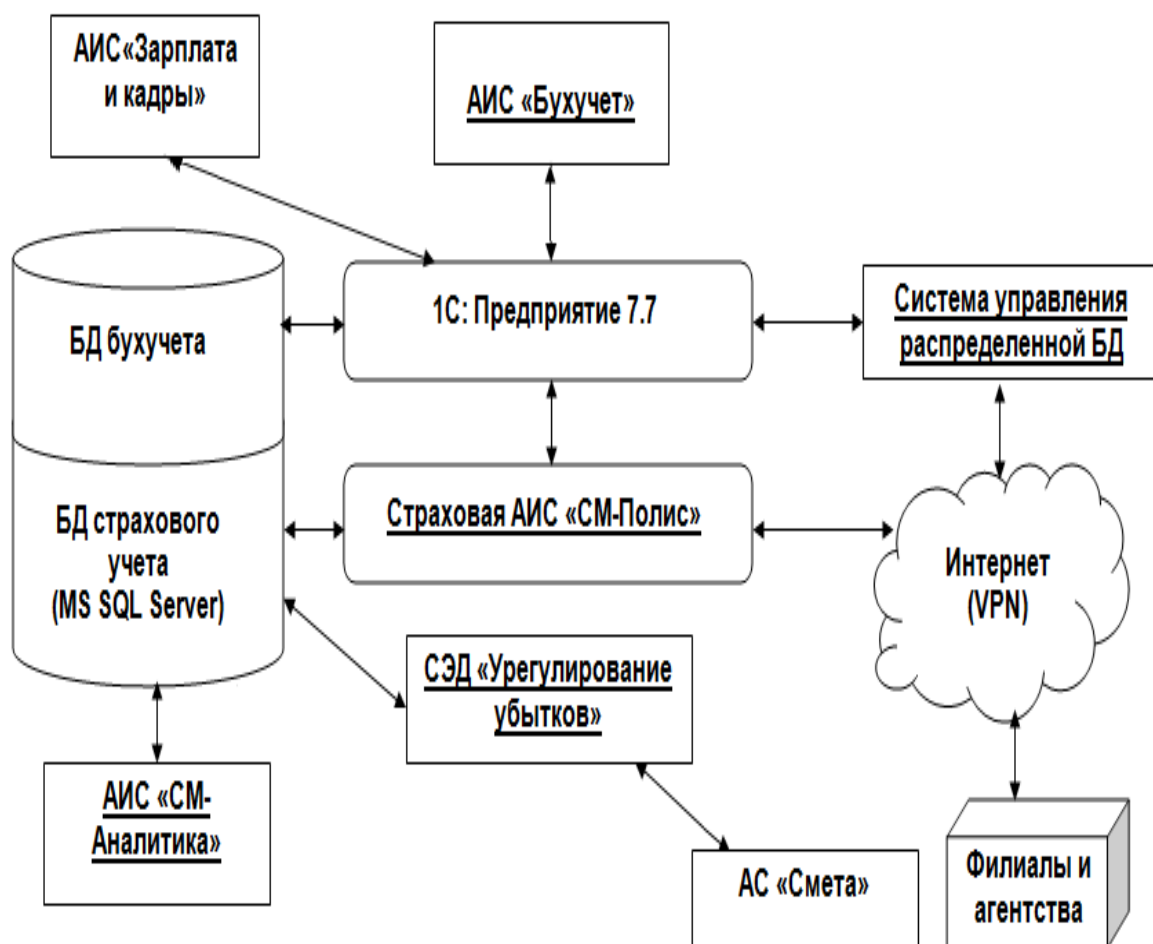 АИС«Зарплата
и кадры»
АИС «Бухучет»
БД бухучета
1С: Предприятие 7.7
Система управления
распределенной БД
БД страхового
учета
(MS SQL Server)
Страховая АИС «СМ-Полис»
Интернет
(VPN)
СЭД «Урегулирование
убытков»
АИС «СМ-
Аналитика»
АС «Смета»
Филиалы и
агентства